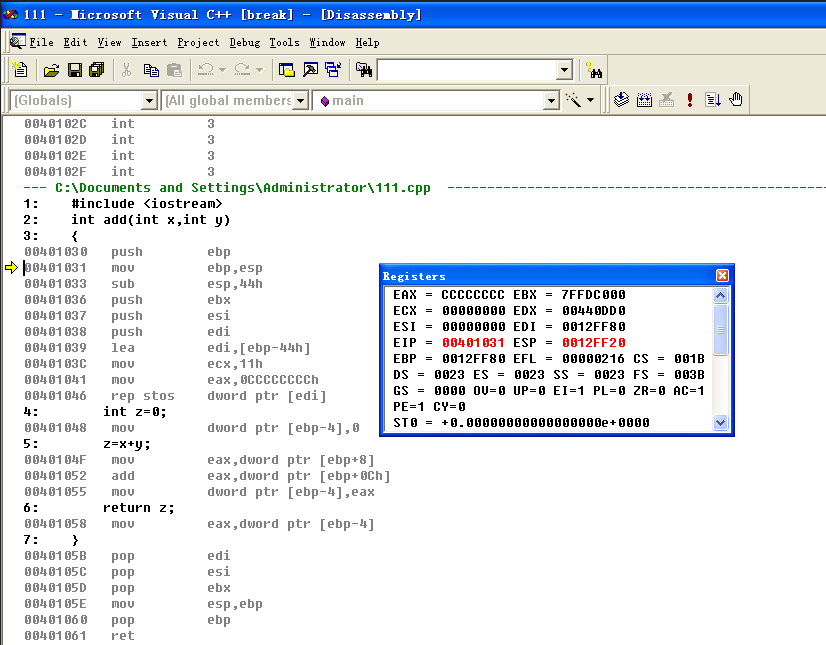 111 - Microsoft Visual C++ [break] - [Disassembly]
File Edit View Insert Project Debug Tools Window Help
(Globals) (All global members main
0040102C int 3
0040102D int 3
0040102E int 3
0040102F int 3
--- C:\Documents and Settings\Administrator\111.cpp ---
1: #include <iostream>
2: int add(int x,int y)
3: {
00401030 push ebp
00401031 mov ebp,esp
00401033 sub esp,44h
00401036 push ebx
00401037 push esi
00401038 push edi
00401039 lea edi,[ebp-44h]
0040103C mov ecx,11h
00401041 mov eax,0CCCCCCCCh
00401046 rep stos dword ptr [edi]
4: int z=0;
00401048 mov dword ptr [ebp-4],0
5: z=x+y;
0040104F mov eax,dword ptr [ebp+8]
00401052 add eax,dword ptr [ebp+0Ch]
00401055 mov dword ptr [ebp-4],eax
6: return z;
00401058 mov eax,dword ptr [ebp-4]
7: }
0040105B pop edi
0040105C pop esi
0040105D pop ebx
0040105E mov esp,ebp
00401060 pop ebp
00401061 ret
Registers
EAX = CCCCCCCC EBX = 7FFDC000
ECX = 00000000 EDX = 00440DD0
ESI = 00000000 EDI = 0012FF80
EIP = 00401031 ESP = 0012FF20
EBP = 0012FF80 EFL = 00000216 CS = 001B
DS = 0023 ES = 0023 SS = 0023 FS = 003B
GS = 0000 OV=0 UP=0 EI=1 PL=0 ZR=0 AC=1
PE=1 CY=0
ST0 = +0.00000000000000000e+0000